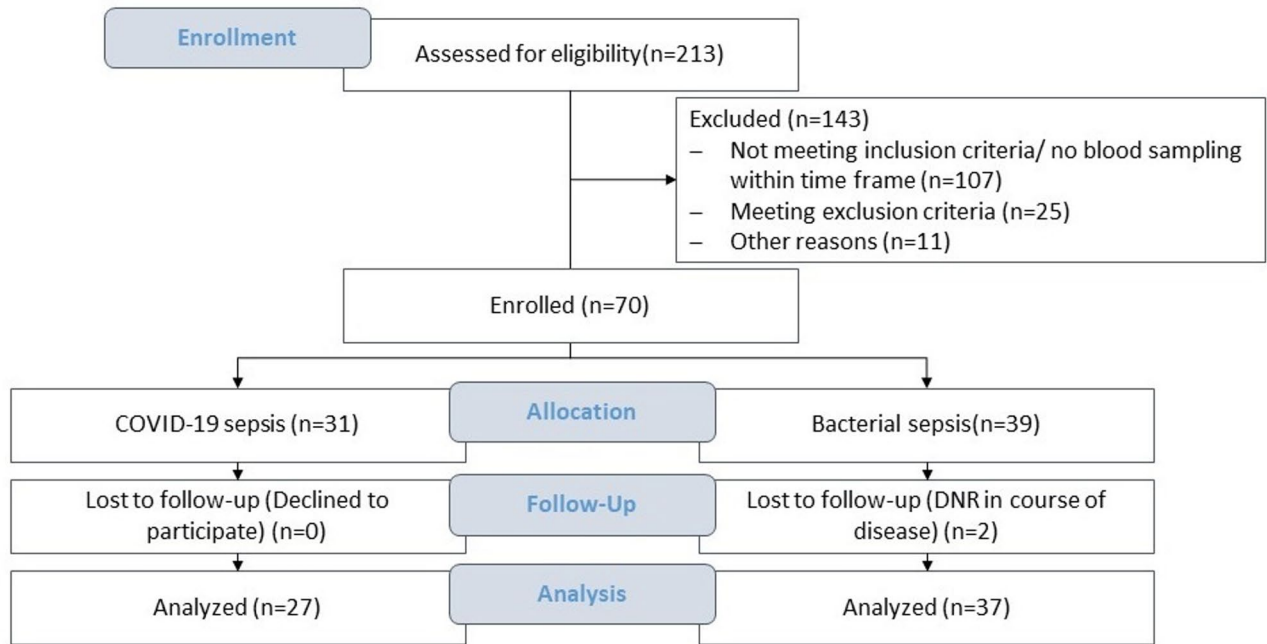 Enrollment
Assessed for eligibility(n=213)
Excluded (n=143)
– Not meeting inclusion criteria/ no blood sampling
within time frame (n=107)
– Meeting exclusion criteria (n=25)
– Other reasons (n=11)
Enrolled (n=70)
COVID-19 sepsis (n=31)
Allocation
Bacterial sepsis(n=39)
Lost to follow-up (Declined to
participate) (n=0)
Follow-Up
Lost to follow-up (DNR in course of
disease) (n=2)
Analyzed (n=27)
Analysis
Analyzed (n=37)